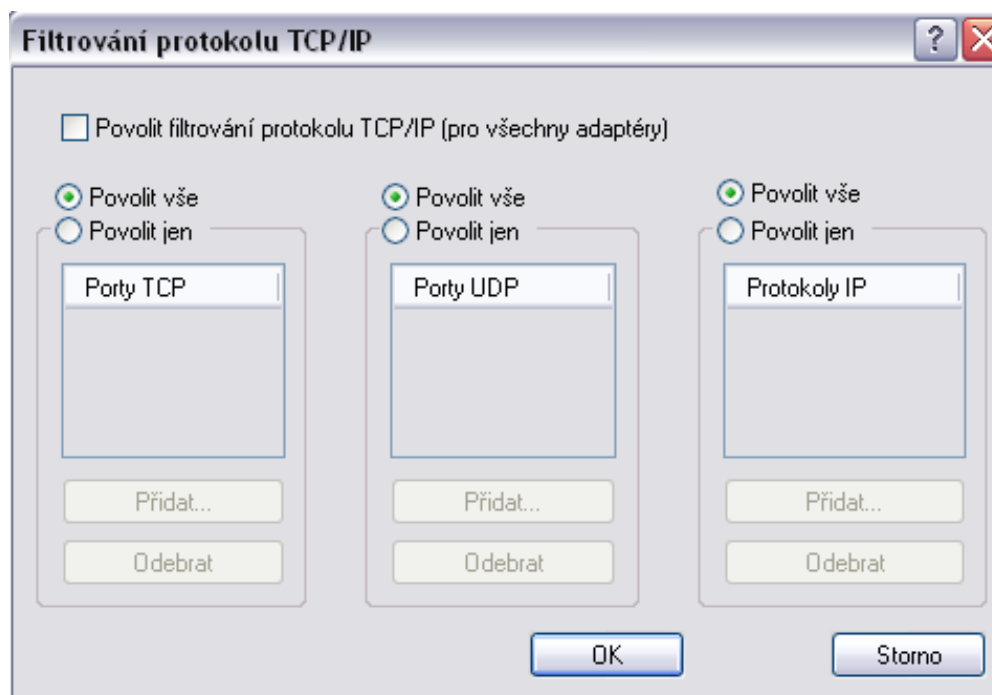 Filtrování protokolu TCP/IP
Povolit filtrování protokolu TCP/IP (pro všechny adaptéry)
Povolit vše
Povolit jen
Porty TCP
Přidat...
Odebrat
Povolit vše
Povolit jen
Porty UDP
Přidat...
Odebrat
Povolit vše
Povolit jen
Protokoly IP
Přidat...
Odebrat
OK
Storno